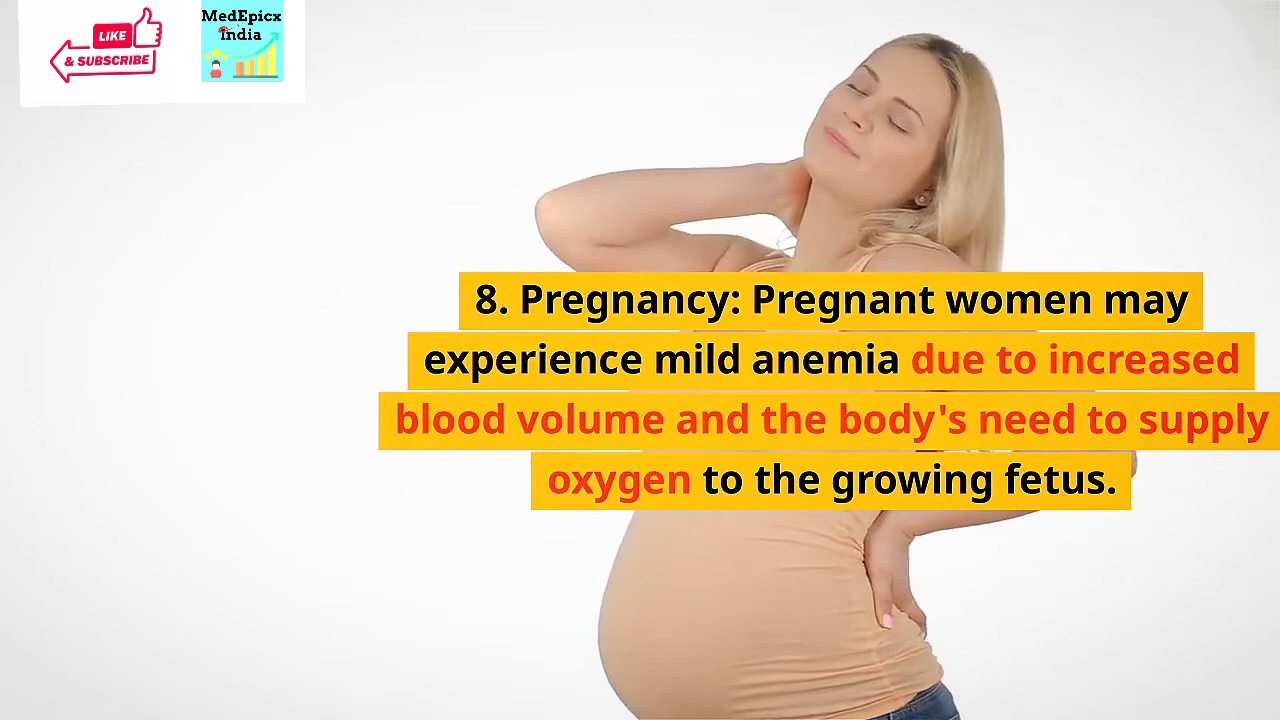 LIKE
& SUBSCRIBE
MedEpicx
India
8. Pregnancy: Pregnant women may
experience mild anemia due to increased
blood volume and the body's need to supply
oxygen to the growing fetus.